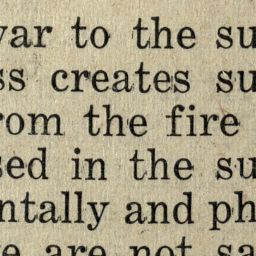 var to the su
ss creates su
rom the fire
sed in the su
ntally and ph
e are not sa